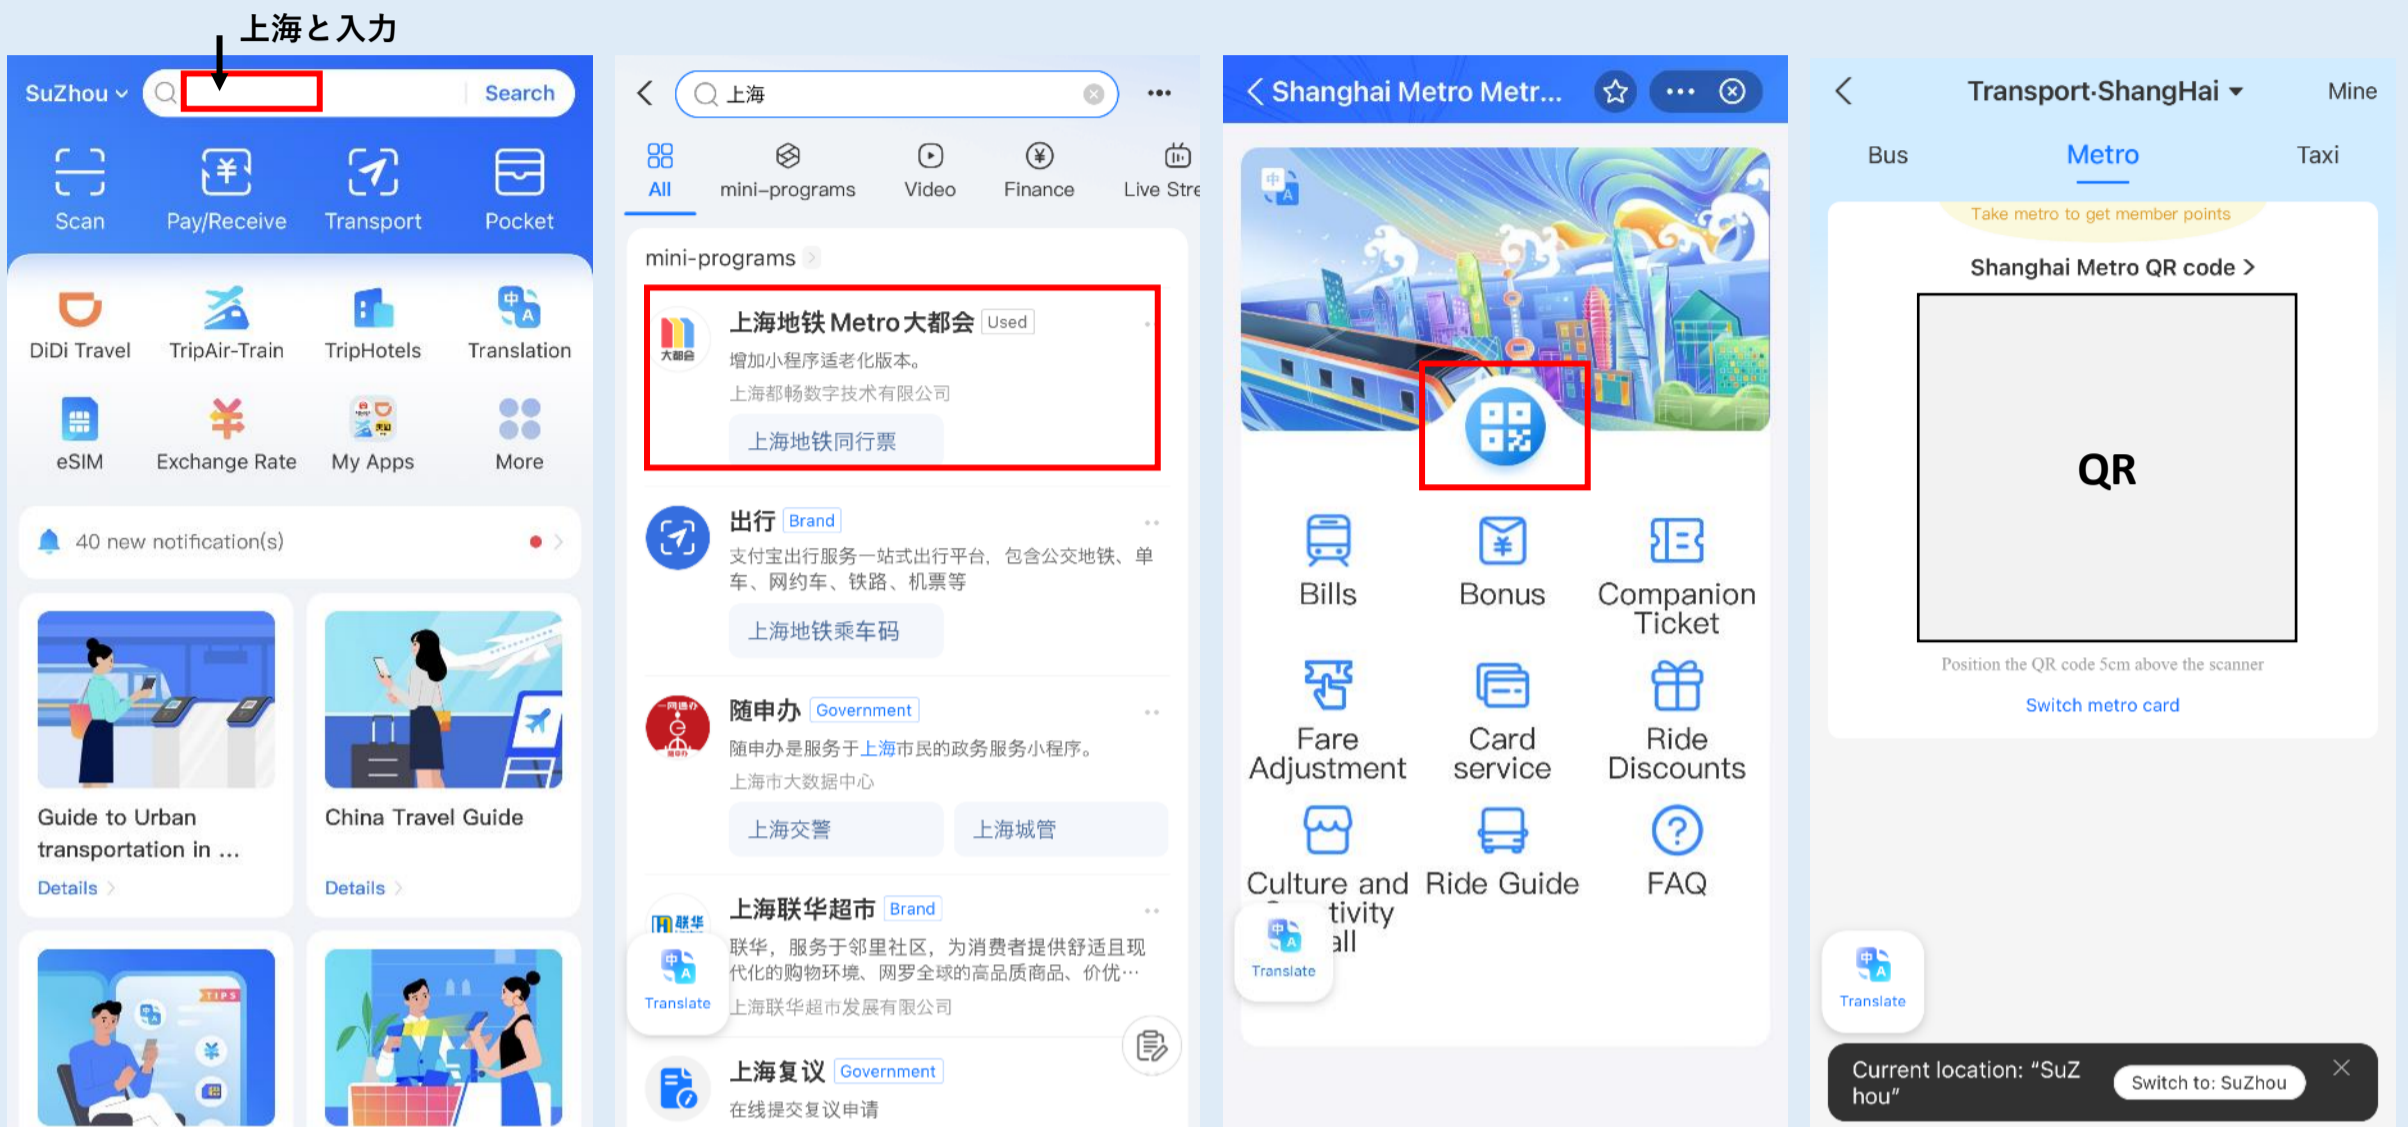 上海と入力
SuZhou
Search
Scan
Pay/Receive
Transport
Pocket
DiDi Travel
TripAir-Train
TripHotels
Translation
eSIM
Exchange Rate
My Apps
More
40 new notification(s)
Guide to Urban
transportation in ...
Details
China Travel Guide
Details
TIPS
上海
All
mini-programs
Video
Finance
Live Stre
mini-programs
大都会
上海地铁 Metro大都会 Used
增加小程序适老化版本。
上海都畅数字技术有限公司
上海地铁同行票
出行 Brand
支付宝出行服务一站式出行平台，包含公交地铁、单
车、网约车、铁路、机票等
上海地铁乘车码
随申办 Government
随申办是服务于上海市民的政务服务小程序。
上海市大数据中心
上海交警
上海城管
联华
上海联华超市 Brand
联华，服务于邻里社区，为消费者提供舒适且现
代化的购物环境、网罗全球的高品质商品、价优…
上海联华超市发展有限公司
Translate
上海复议 Government
在线提交复议申请
Shanghai Metro Metr...
Bills
Bonus
Companion
Ticket
Fare
Adjustment
Card
service
Ride
Discounts
Culture and
tivity
all
Ride Guide
FAQ
Translate
Transport·ShangHai
Mine
Bus
Metro
Taxi
Take metro to get member points
Shanghai Metro QR code
QR
Position the QR code 5cm above the scanner
Switch metro card
Translate
Current location: “SuZ
hou”
Switch to: SuZhou